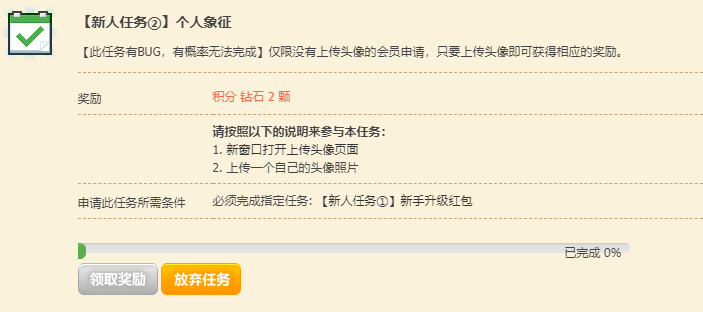 【新人任务②】个人象征
【此任务有BUG，有概率无法完成】仅限没有上传头像的会员申请，只要上传头像即可获得相应的奖励。
奖励 积分 钻石 2 颗
请按照以下的说明来参与本任务：
1. 新窗口打开上传头像页面
2. 上传一个自己的头像照片
申请此任务所需条件 必须完成指定任务：【新人任务①】新手升级红包
已完成 0%
领取奖励 放弃任务